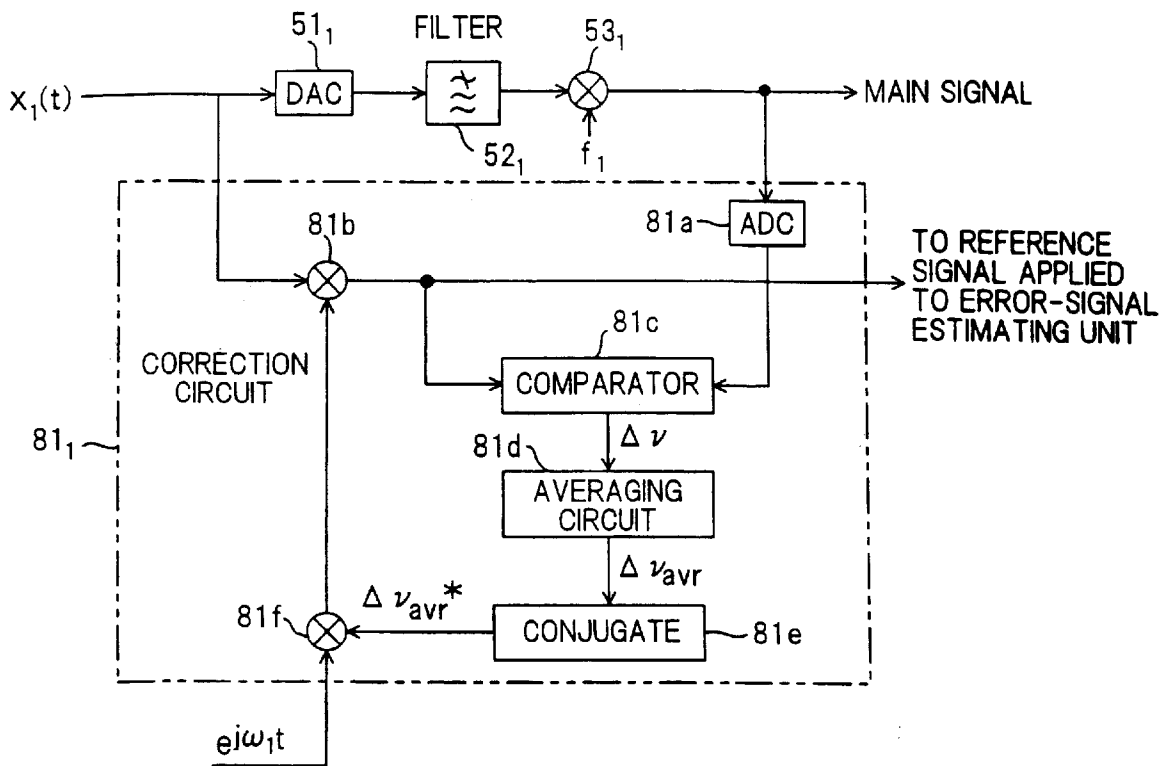 51₁
FILTER
53₁
x₁(t)
DAC
MAIN SIGNAL
52₁
f₁
81b
81a
ADC
TO REFERENCE
SIGNAL APPLIED
TO ERROR-SIGNAL
ESTIMATING UNIT
81c
CORRECTION
CIRCUIT
COMPARATOR
81₁
Δν
81d
AVERAGING
CIRCUIT
Δν_avr
Δν_avr*
81f
CONJUGATE
81e
e^jω₁t